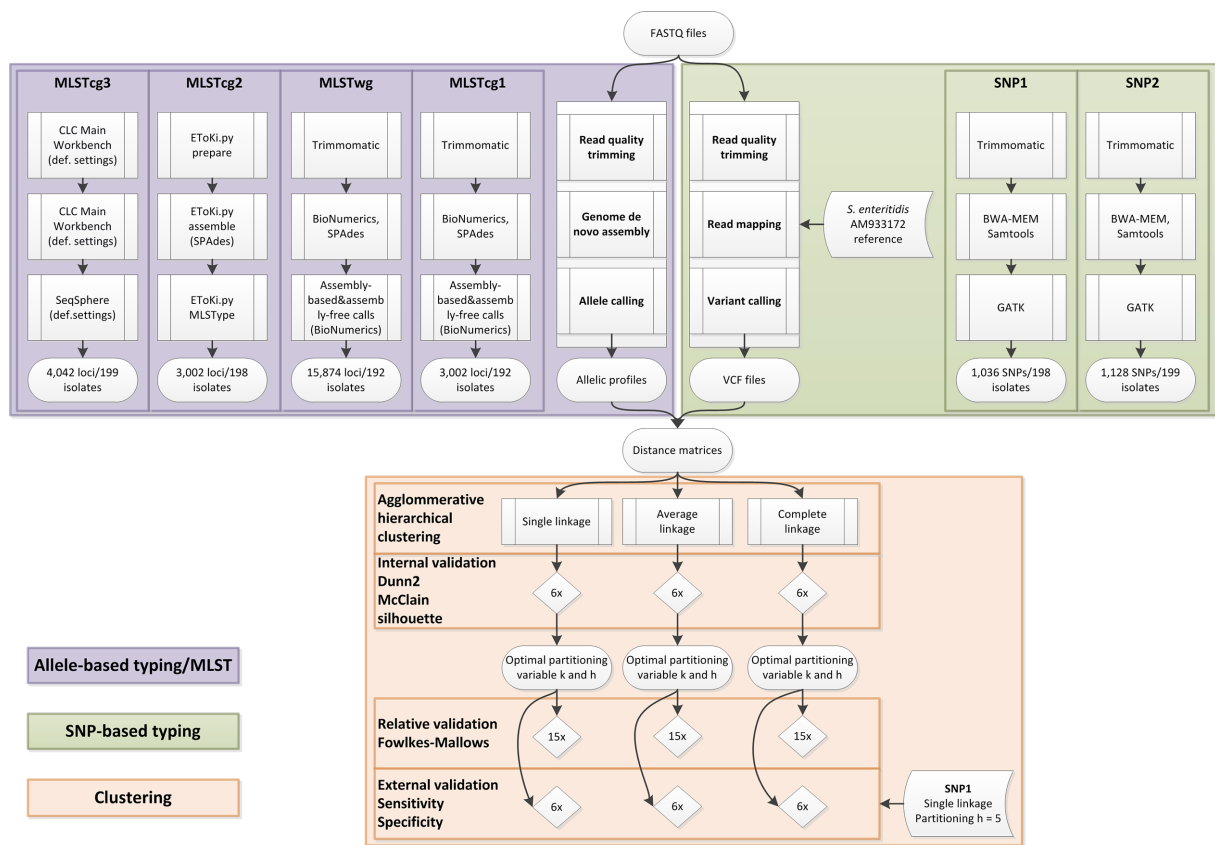 FASTQ files
MLSTcg3
CLC Main
Workbench
(def. settings)
CLC Main
Workbench
(def. settings)
SeqSphere
(def.settings)
4,042 loci/199
isolates
MLSTcg2
EToKi.py
prepare
EToKi.py
assemble
(SPAdes)
EToKi.py
MLSType
3,002 loci/198
isolates
MLSTwg
Trimmomatic
BioNumerics,
SPAdes
Assembly-
based&assemb
ly-free calls
(BioNumerics)
15,874 loci/192
isolates
MLSTcg1
Trimmomatic
BioNumerics,
SPAdes
Assembly-
based&assemb
ly-free calls
(BioNumerics)
3,002 loci/192
isolates
Read quality
trimming
Genome de
novo assembly
Allele calling
Allelic profiles
Read quality
trimming
Read mapping
Variant calling
VCF files
S. enteritidis
AM933172
reference
SNP1
Trimmomatic
BWA-MEM
Samtools
GATK
1,036 SNPs/198
isolates
SNP2
Trimmomatic
BWA-MEM,
Samtools
GATK
1,128 SNPs/199
isolates
Distance matrices
Agglommerative
hierarchical
clustering
Single linkage
Average
linkage
Complete
linkage
Internal validation
Dunn2
McClain
silhouette
6x
6x
6x
Optimal partitioning
variable k and h
Optimal partitioning
variable k and h
Optimal partitioning
variable k and h
Relative validation
Fowlkes-Mallows
15x
15x
15x
External validation
Sensitivity
Specificity
6x
6x
6x
SNP1
Single linkage
Partitioning h = 5
Allele-based typing/MLST
SNP-based typing
Clustering